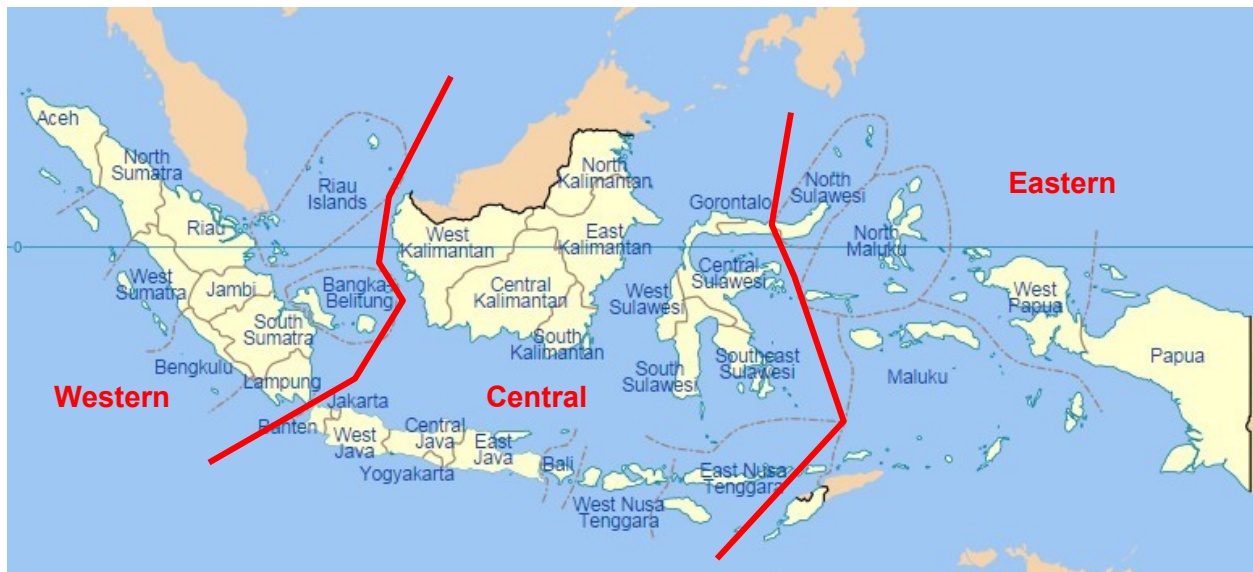 Aceh
North
Sumatra
Riau
Islands
Riau
0
West
Sumatra
Jambi
Bangka-
Belitung
South
Sumatra
Bengkulu
Lampung
Western
Jakarta
Banten
West
Java
Central
Java
Yogyakarta
East
Java
Bali
West Nusa
Tenggara
East Nusa
Tenggara
Central
North
Kalimantan
West
Kalimantan
East
Kalimantan
Central
Kalimantan
South
Kalimantan
Gorontalo
North
Sulawesi
Central
Sulawesi
West
Sulawesi
South
Sulawesi
Southeast
Sulawesi
Eastern
North
Maluku
Maluku
West
Papua
Papua